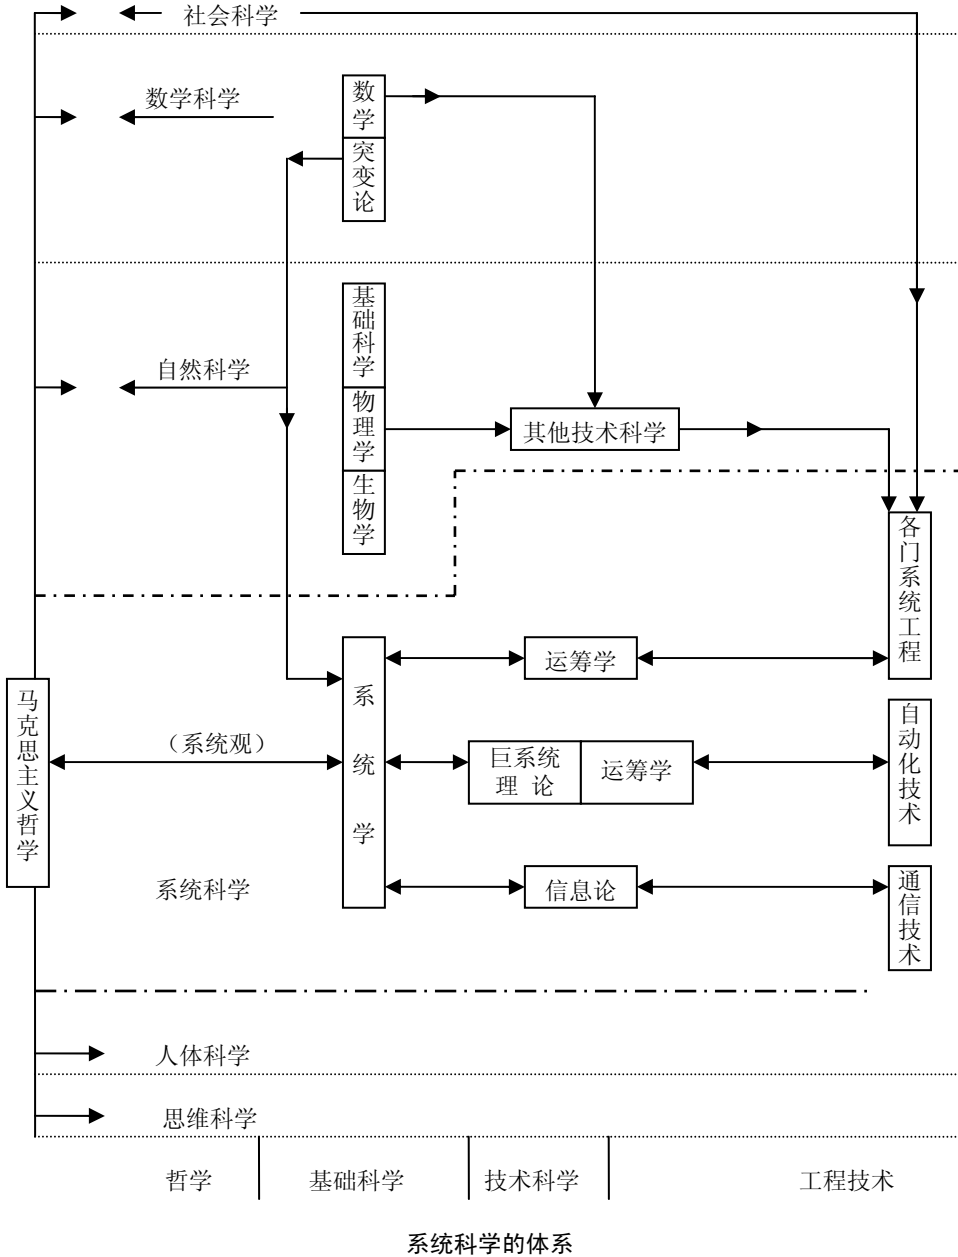 社会科学
数学科学
数学
突变论
基础科学
自然科学
物理学
生物学
其他技术科学
各门系统工程
运筹学
系统学
马克思主义哲学
（系统观）
巨系统
理 论
运筹学
自动化技术
系统科学
信息论
通信技术
人体科学
思维科学
哲学
基础科学
技术科学
工程技术
系统科学的体系